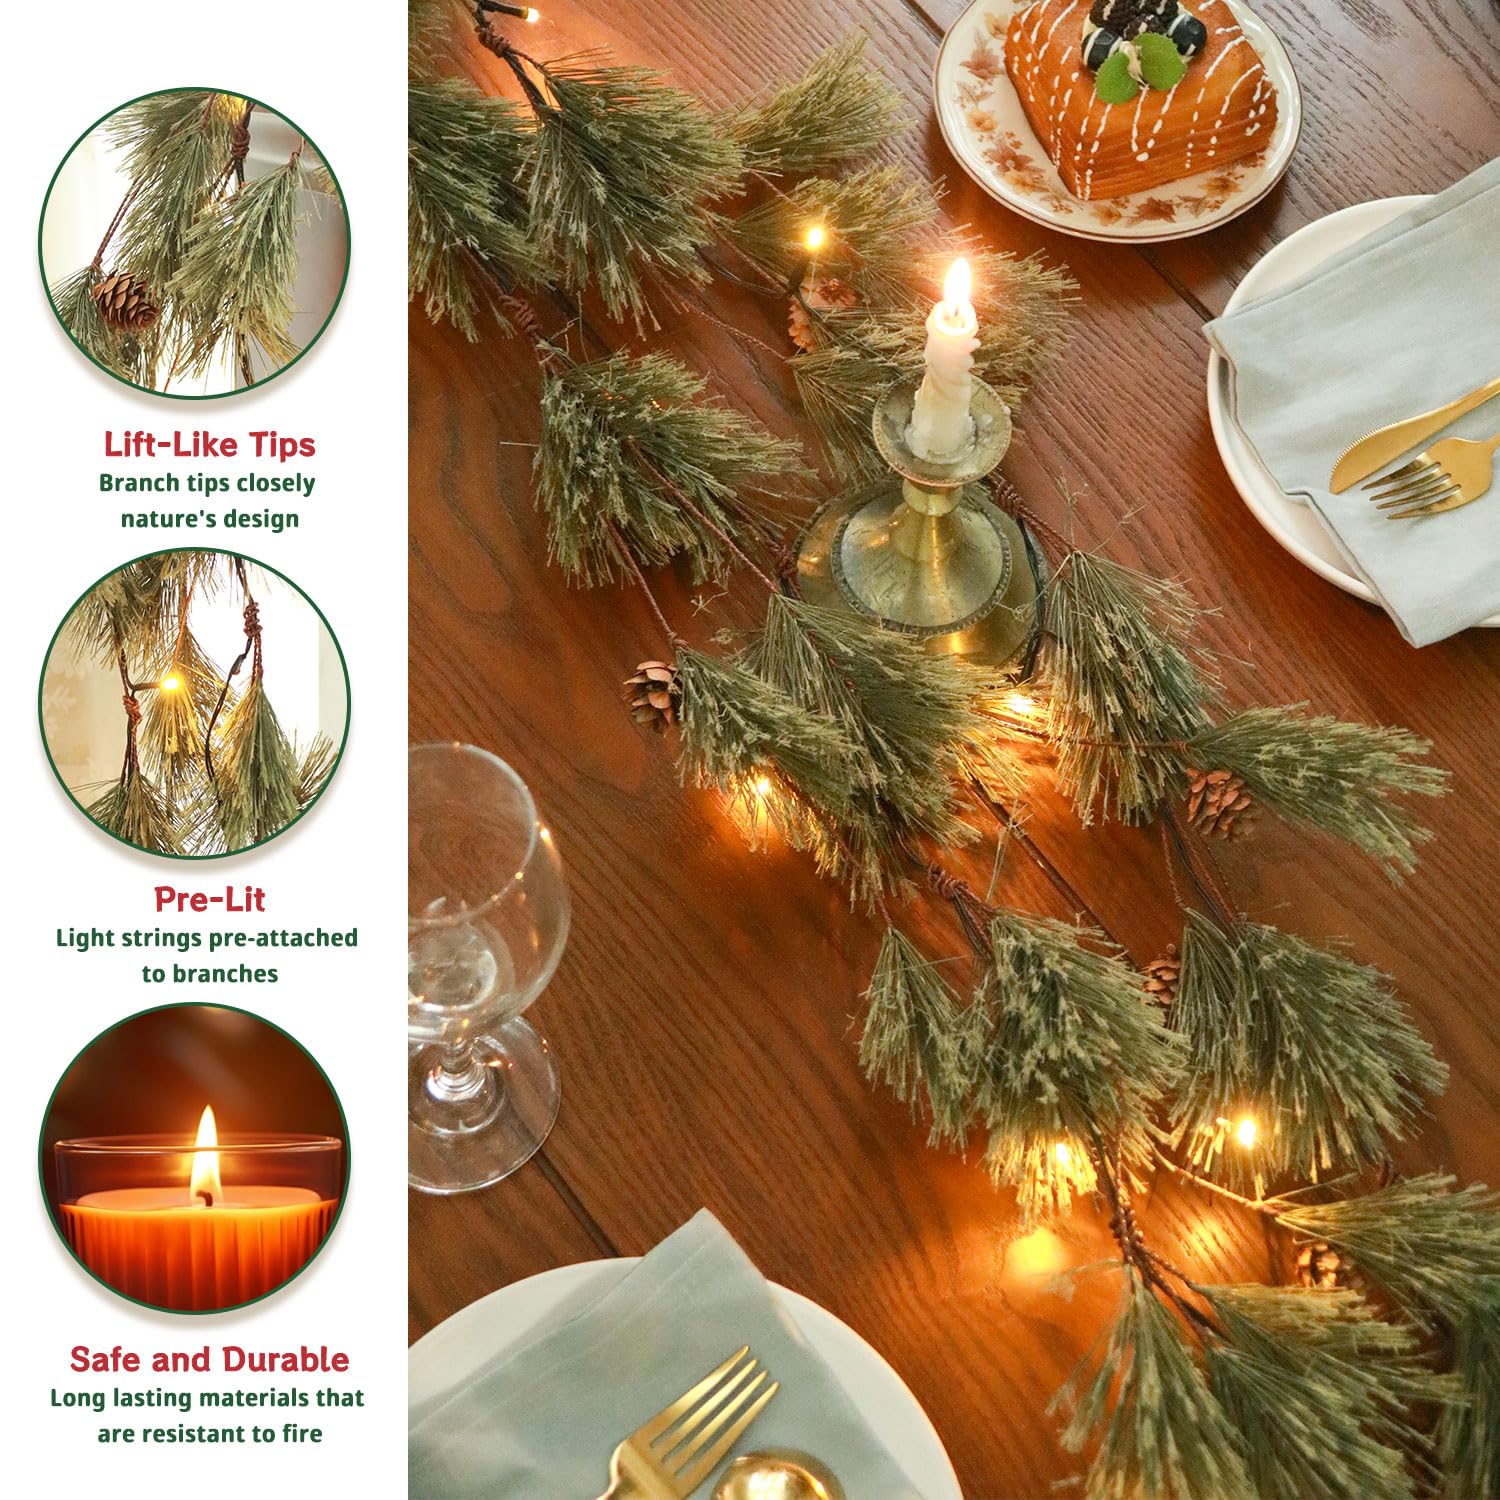 Lift-Like Tips
Branch tips closely
nature's design
Pre-Lit
Light strings pre-attached
to branches
Safe and Durable
Long lasting materials that
are resistant to fire